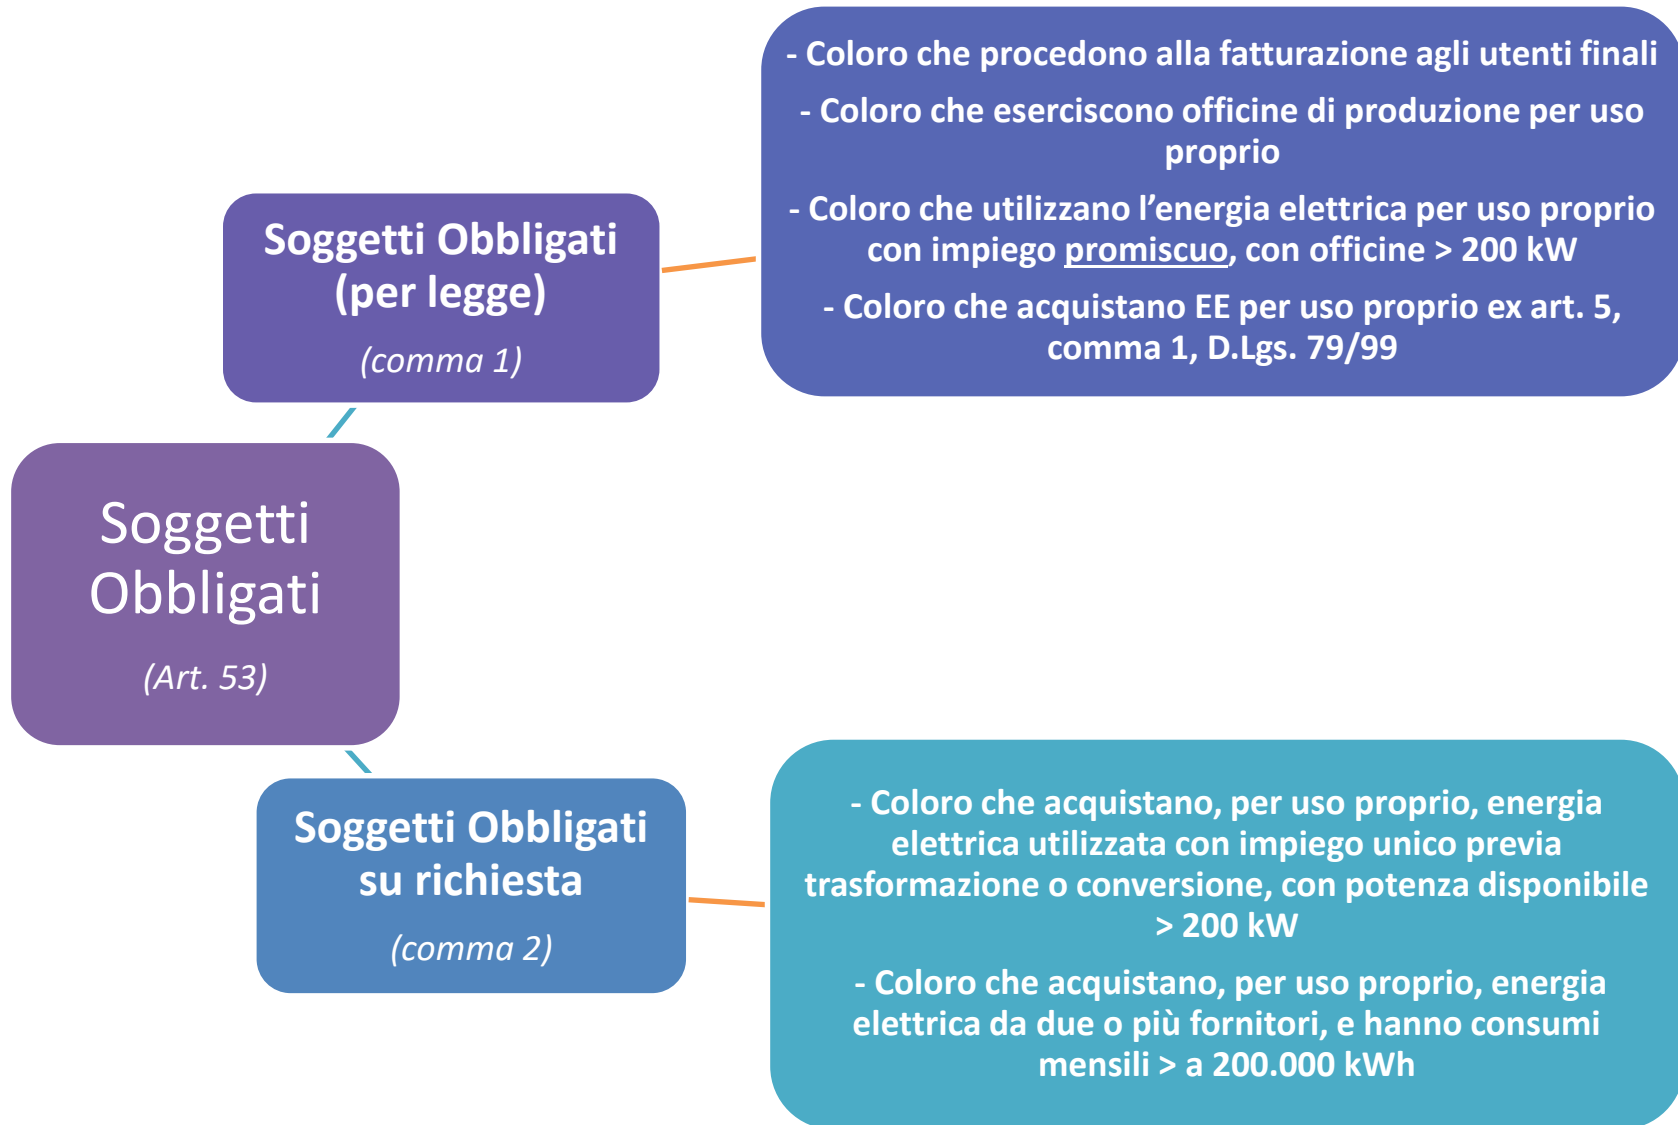 Soggetti
Obbligati
(Art. 53)
Soggetti Obbligati
(per legge)
(comma 1)
- Coloro che procedono alla fatturazione agli utenti finali
- Coloro che eserciscono officine di produzione per uso
proprio
- Coloro che utilizzano l’energia elettrica per uso proprio
con impiego promiscuo, con officine > 200 kW
- Coloro che acquistano EE per uso proprio ex art. 5,
comma 1, D.Lgs. 79/99
Soggetti Obbligati
su richiesta
(comma 2)
- Coloro che acquistano, per uso proprio, energia
elettrica utilizzata con impiego unico previa
trasformazione o conversione, con potenza disponibile
> 200 kW
- Coloro che acquistano, per uso proprio, energia
elettrica da due o più fornitori, e hanno consumi
mensili > a 200.000 kWh